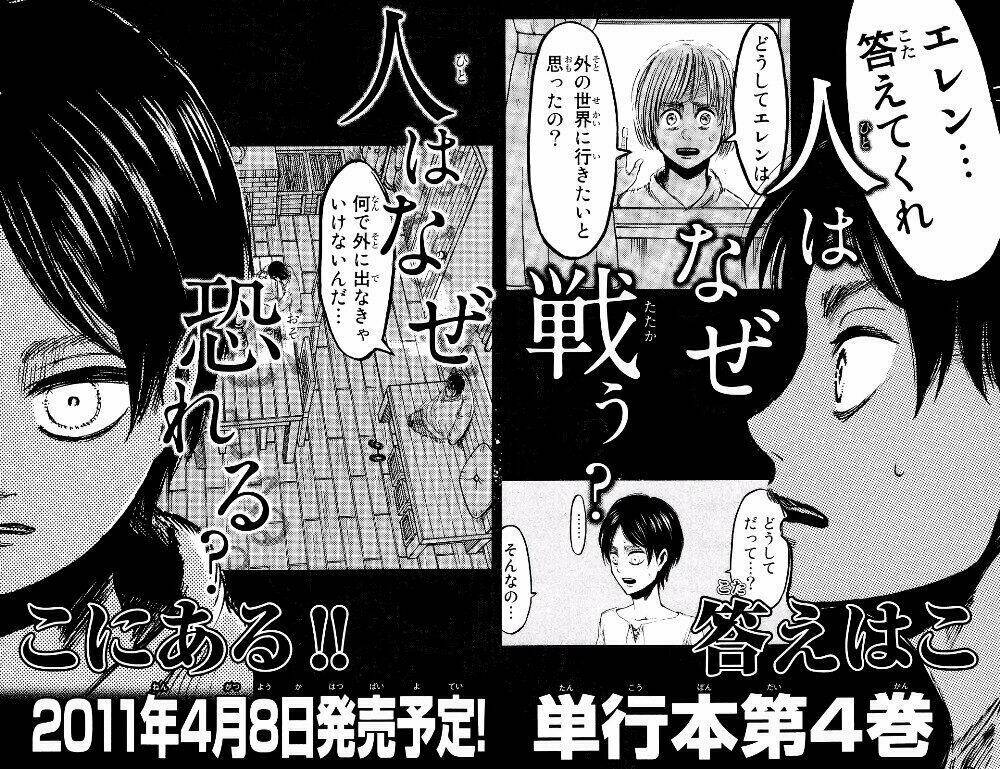 エレン…
答えてくれ
どうしてエレンは
外の世界に行きたいと
思ったの？
人は
なぜ
戦う？
どうして
だって…？
………
そんなの…
人はなぜ
恐れる？
何で外に出なきゃ
いけないんだ…
答えはこ
こにある!!
単行本第4巻
2011年4月8日発売予定!